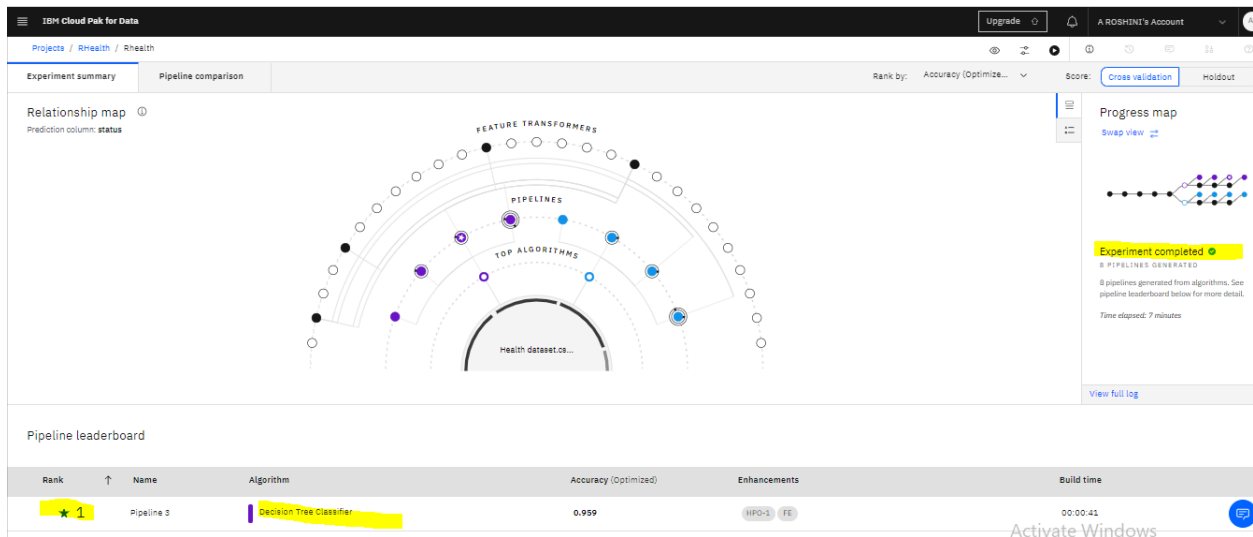 IBM Cloud Pak for Data
Upgrade
A ROSHINI's Account
Projects / RHealth / Rhealth
Experiment summary
Pipeline comparison
Rank by: Accuracy (Optimize...
Score: Cross validation Holdout
Relationship map
Prediction column: status
FEATURE TRANSFORMERS
PIPELINES
TOP ALGORITHMS
Health dataset.cs...
Progress map
Swap view
Experiment completed
8 PIPELINES GENERATED
8 pipelines generated from algorithms. See
pipeline leaderboard below for more detail.
Time elapsed: 7 minutes
View full log
Pipeline leaderboard
Rank Name Algorithm Accuracy (Optimized) Enhancements Build time
1 Pipeline 3 Decision Tree Classifier 0.959 HPO-1 FE 00:00:41
Activate Windows